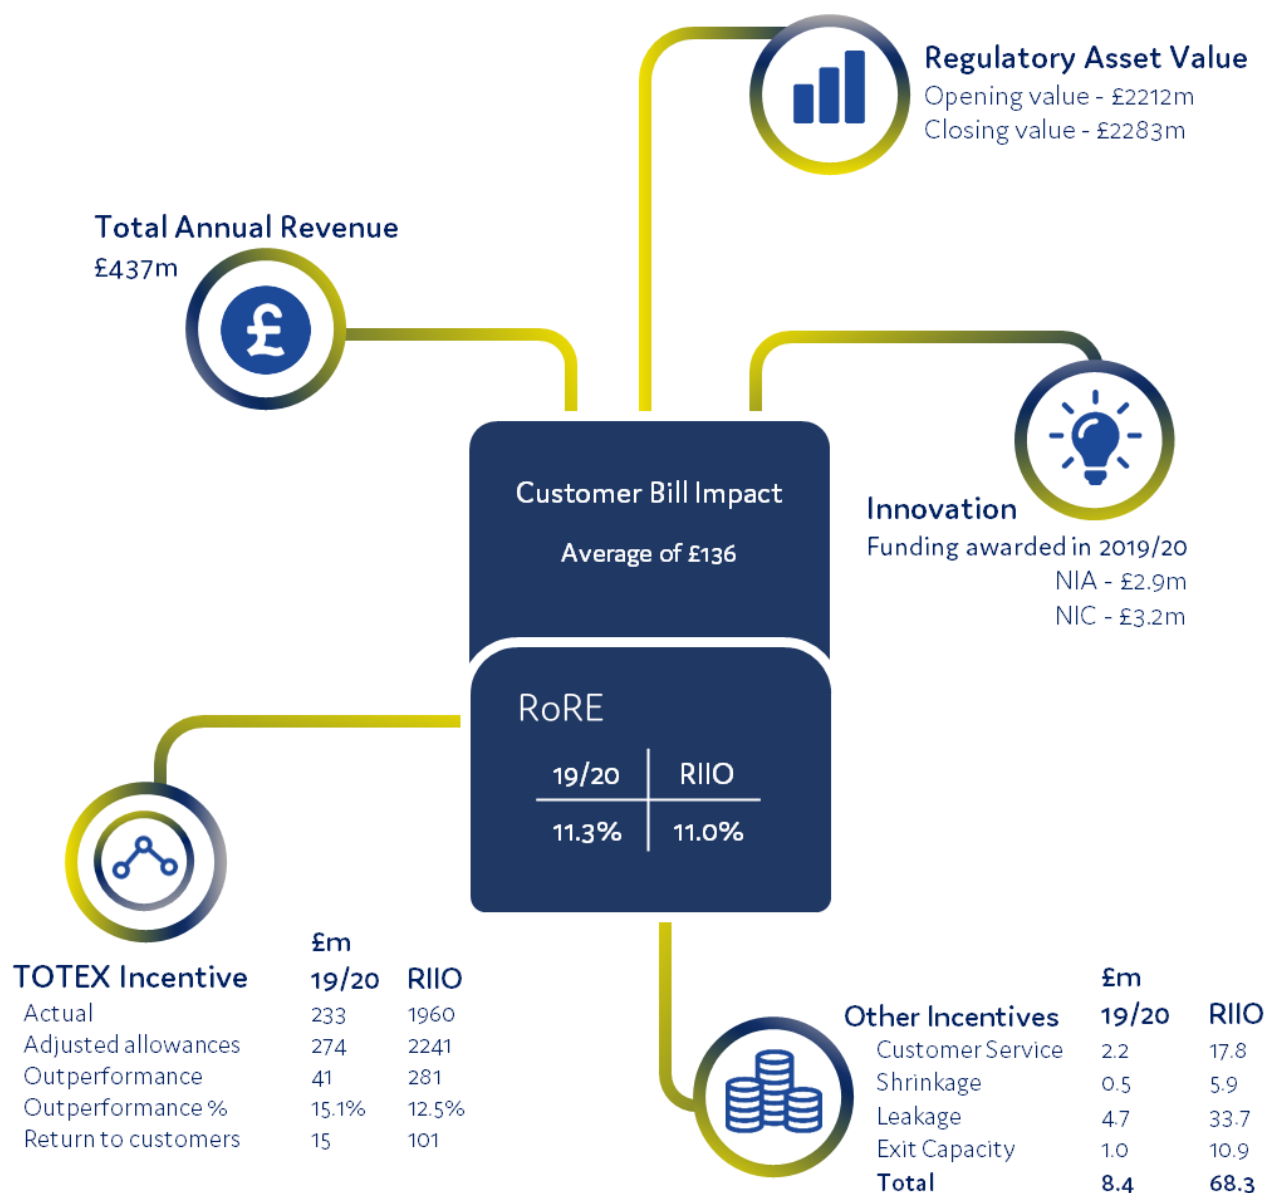 Regulatory Asset Value
Opening value - £2212m
Closing value - £2283m
Total Annual Revenue
£437m
£
Customer Bill Impact
Average of £136
Innovation
Funding awarded in 2019/20
NIA - £2.9m
NIC - £3.2m
RoRE
19/20 RIIO
11.3% 11.0%
£m
TOTEX Incentive 19/20 RIIO
Actual 233 1960
Adjusted allowances 274 2241
Outperformance 41 281
Outperformance % 15.1% 12.5%
Return to customers 15 101
£m
Other Incentives 19/20 RIIO
Customer Service 2.2 17.8
Shrinkage 0.5 5.9
Leakage 4.7 33.7
Exit Capacity 1.0 10.9
Total 8.4 68.3